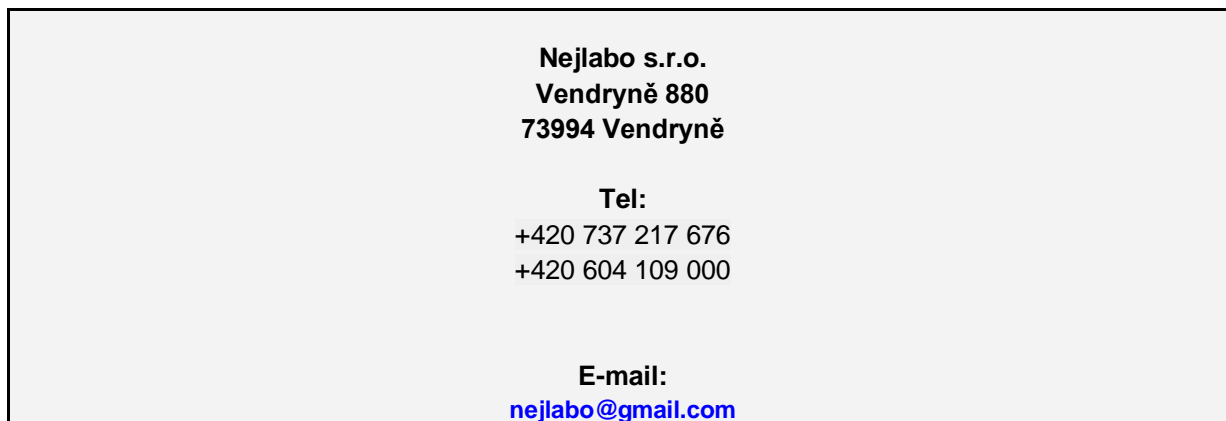 Nejlabo s.r.o.
Vendryně 880
73994 Vendryně
Tel:
+420 737 217 676
+420 604 109 000
E-mail:
nejlabo@gmail.com